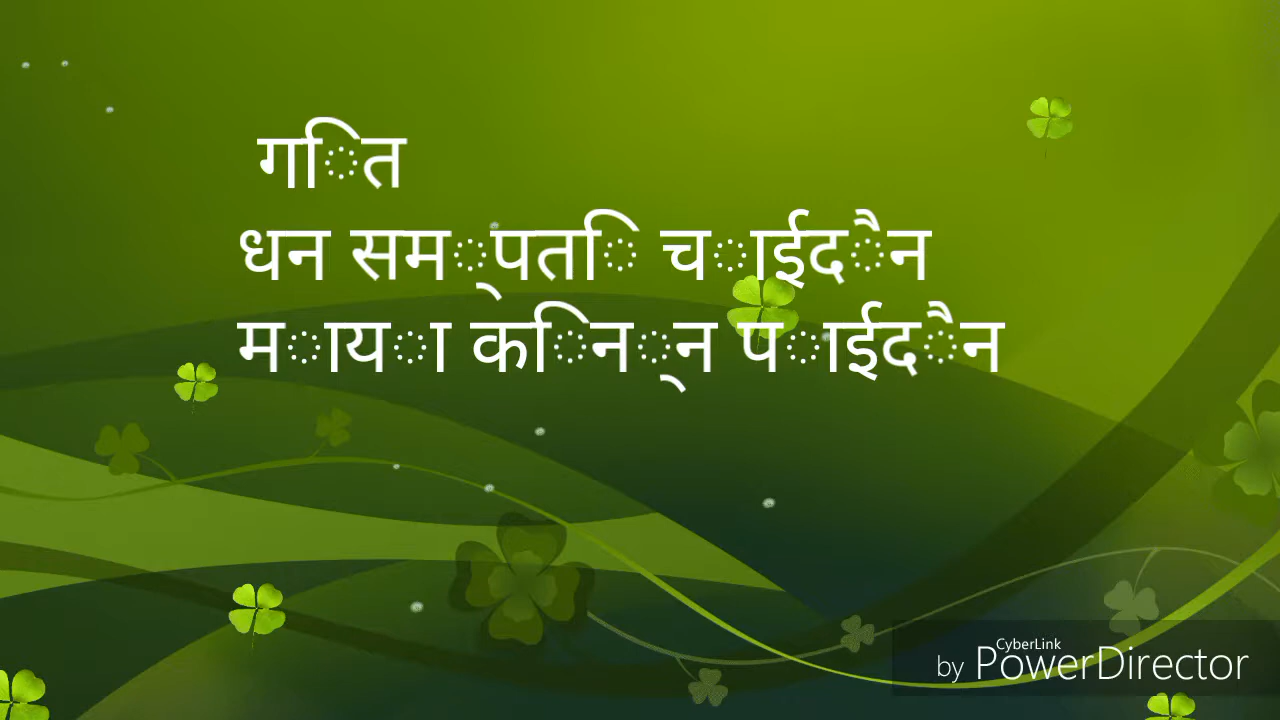 गित
धन सम्पति चाईदैन
माया किन्न पाईदैन
CyberLink
by PowerDirector